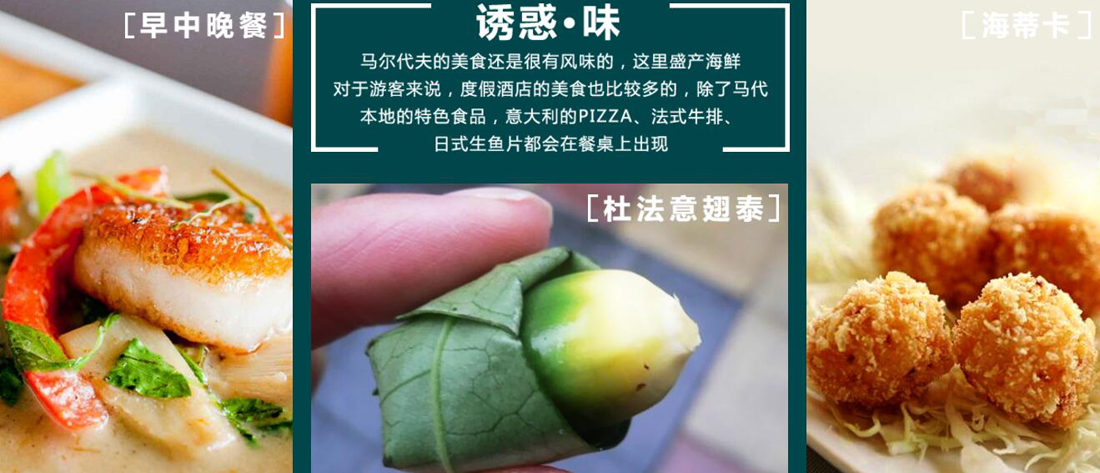 [早中晚餐]
诱惑·味
马尔代夫的美食还是很有风味的，这里盛产海鲜
对于游客来说，度假酒店的美食也比较多的，除了马代
本地的特色食品，意大利的PIZZA、法式牛排、
日式生鱼片都会在餐桌上出现
[杜法意翅泰]
[海蒂卡]